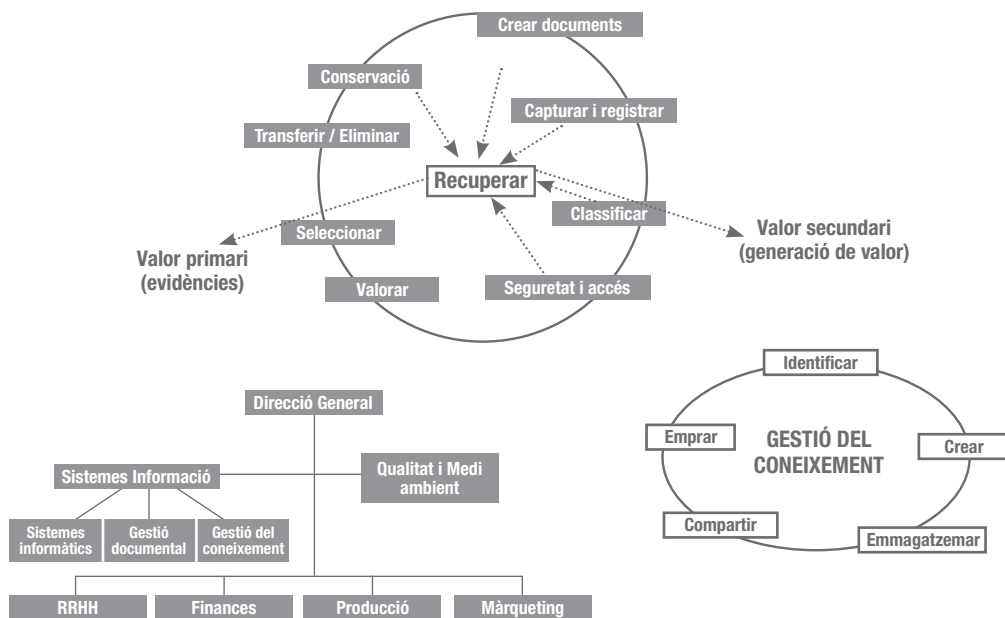 Crear documents
Conservació
Capturar i registrar
Transferir / Eliminar
Recuperar
Classificar
Seleccionar
Valor primari
(evidències)
Valor secundari
(generació de valor)
Valorar
Seguretat i accés
Direcció General
Sistemes Informació
Qualitat i Medi
ambient
Sistemes
informàtics
Gestió
documental
Gestió del
coneixement
RRHH
Finances
Producció
Màrqueting
Identificar
Emprar
GESTIÓ DEL
CONEIXEMENT
Crear
Compartir
Emmagatzemar